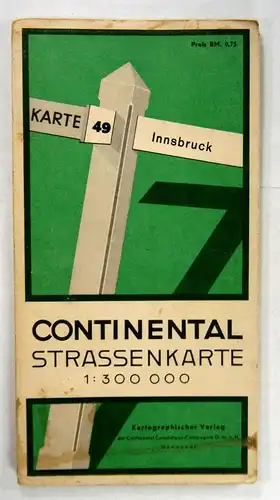 Preis RM. 0,75
KARTE 49
Innsbruck
CONTINENTAL
STRASSENKARTE
1:300 000
Kartographischer Verlag
der Continental Caoutchouc-Compagnie G.m.b.H.
Hannover